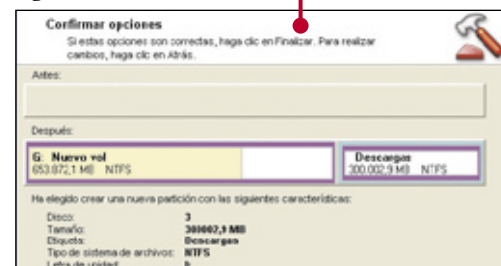 Confirmar opciones
Si estas opciones son correctas, haga clic en Finalizar. Para realizar
cambios, haga clic en Atrás.
Antes:
Después:
G: Nuevo vol
653.872,1 MB NTFS
Descargas
300.002,9 MB NTFS
Ha elegido crear una nueva partición con las siguientes características:
Disco: 3
Tamaño: 300002,9 MB
Etiqueta: Descargas
Tipo de sistema de archivos: NTFS
Letra de unidad: